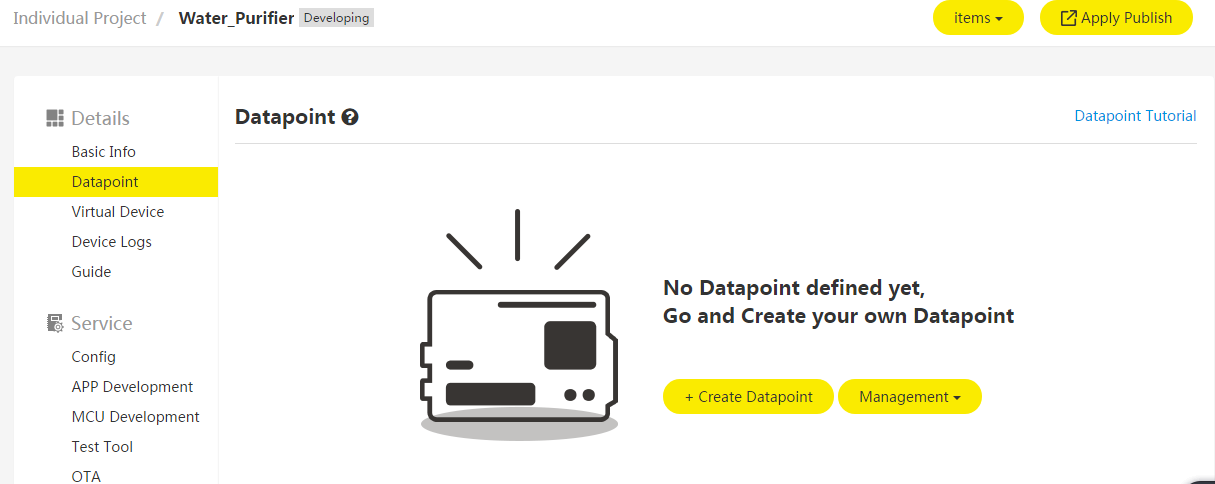 Individual Project / Water_Purifier Developing
items
Apply Publish
Details
Basic Info
Datapoint
Virtual Device
Device Logs
Guide
Service
Config
APP Development
MCU Development
Test Tool
OTA
Datapoint ?
Datapoint Tutorial
No Datapoint defined yet,
Go and Create your own Datapoint
+ Create Datapoint
Management